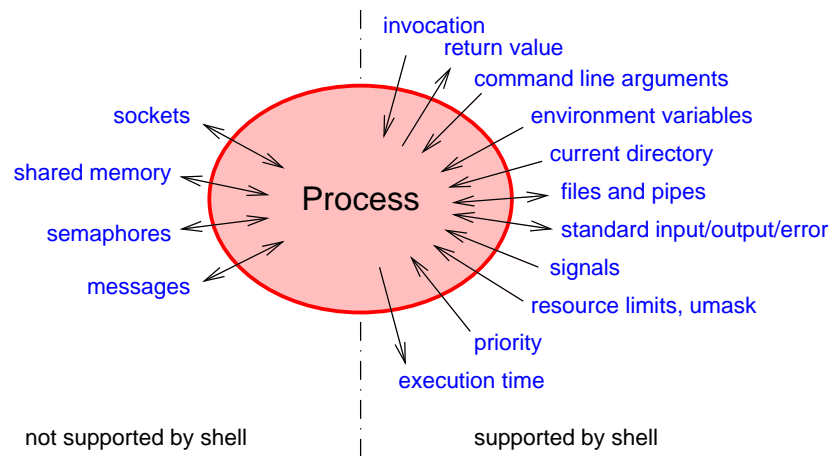 invocation
return value
command line arguments
environment variables
current directory
files and pipes
standard input/output/error
signals
resource limits, umask
priority
execution time
sockets
shared memory
semaphores
messages
Process
not supported by shell
supported by shell